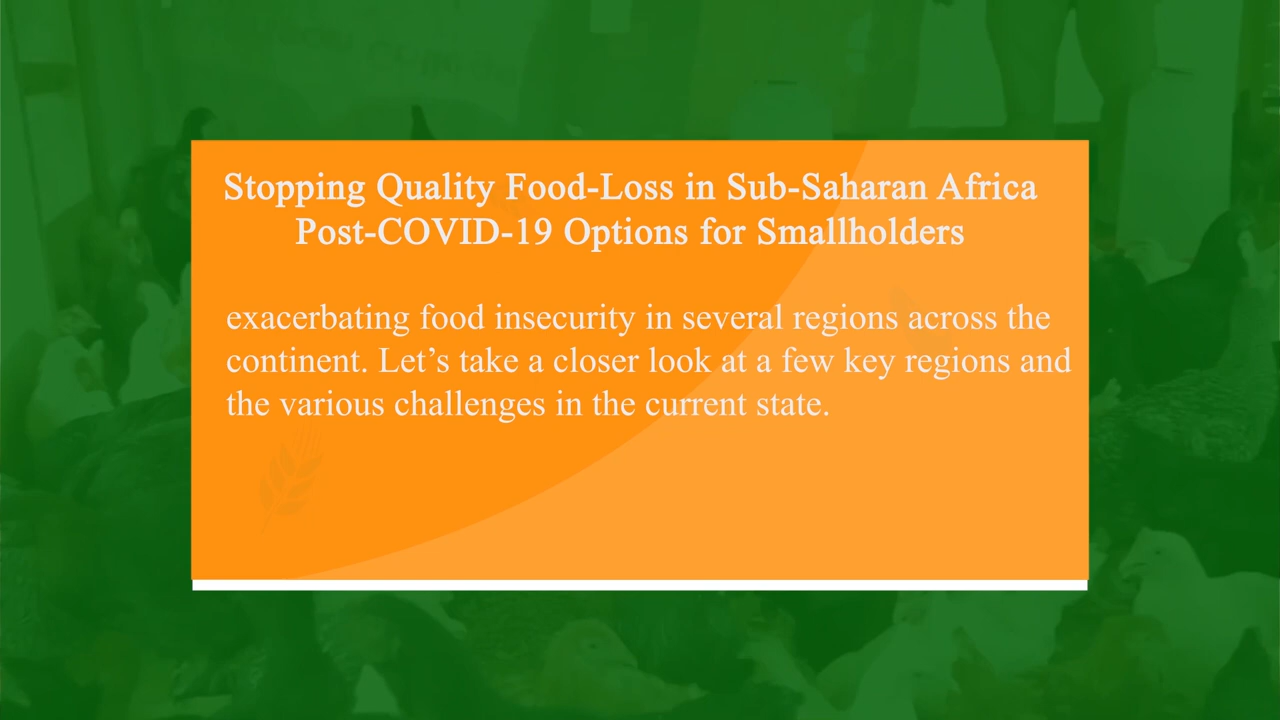 Stopping Quality Food-Loss in Sub-Saharan Africa
Post-COVID-19 Options for Smallholders
exacerbating food insecurity in several regions across the
continent. Let’s take a closer look at a few key regions and
the various challenges in the current state.